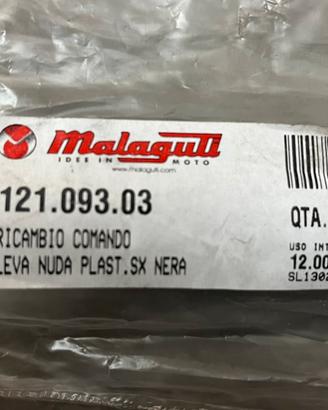 Malaguti
IDEE IN MOTO
www.malaguti.com
121.093.03
RICAMBIO COMANDO
LEVA NUDA PLAST.SX NERA
QTA.
USO INT
12.00
SL1302